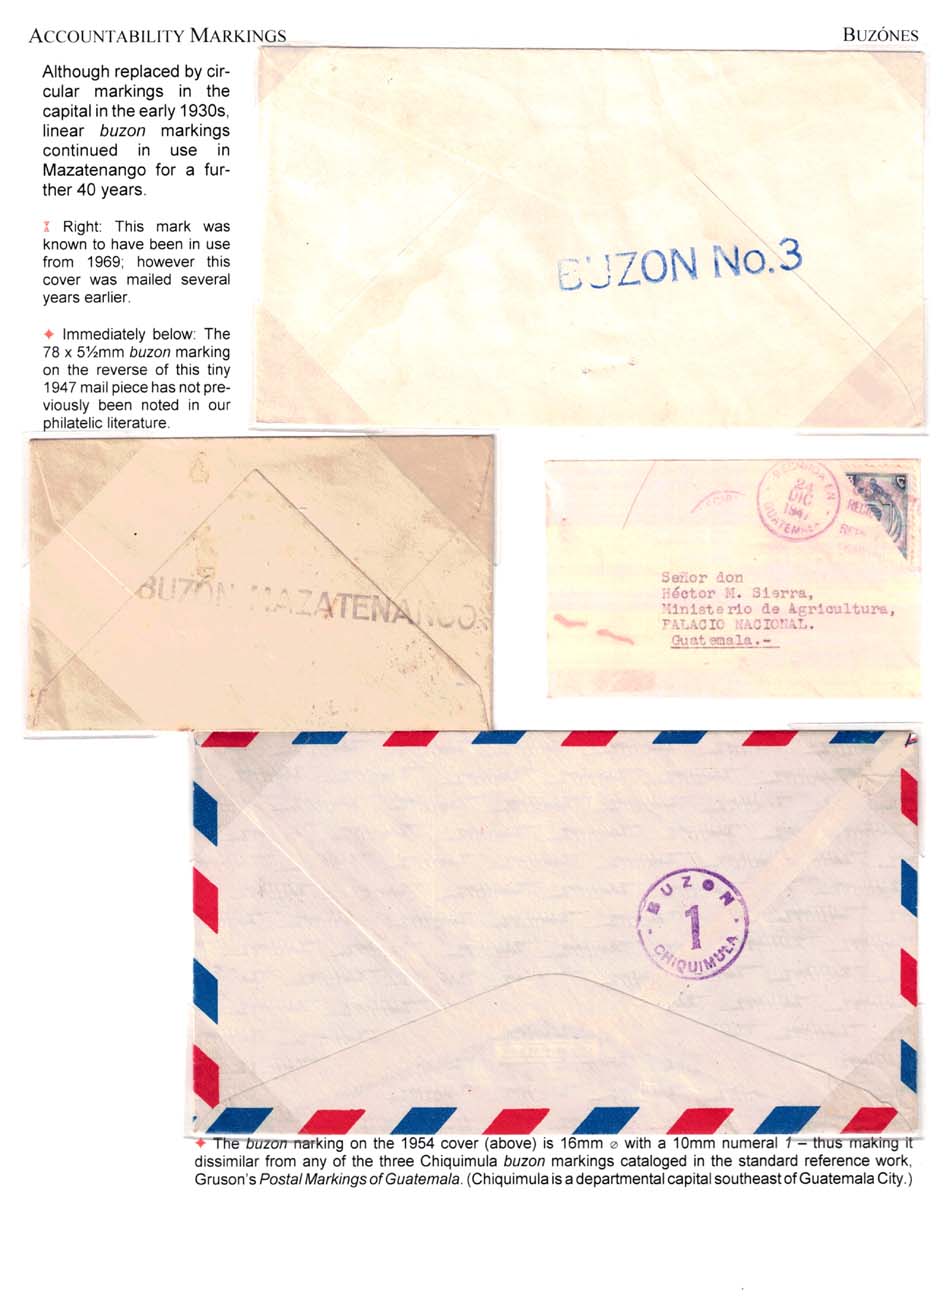 ACCOUNTABILITY MARKINGS
BUZÓNES
Although replaced by cir-
cular markings in the
capital in the early 1930s,
linear buzon markings
continued in use in
Mazatenango for a fur-
ther 40 years.
Right: This mark was
known to have been in use
from 1969; however this
cover was mailed several
years earlier.
✦ Immediately below: The
78 x 5½mm buzon marking
on the reverse of this tiny
1947 mail piece has not pre-
viously been noted in our
philatelic literature.
BUZON No.3
BUZON MAZATENANGO
24
DIC
1947
GUATEMALA
Señor don
Héctor M. Sierra,
Ministerio de Agricultura,
PALACIO NACIONAL.
Guatemala.-
BUZON
1
CHIQUIMULA
✦ The buzon narking on the 1954 cover (above) is 16mm ⌀ with a 10mm numeral 1 – thus making it
dissimilar from any of the three Chiquimula buzon markings cataloged in the standard reference work,
Gruson's Postal Markings of Guatemala. (Chiquimula is a departmental capital southeast of Guatemala City.)